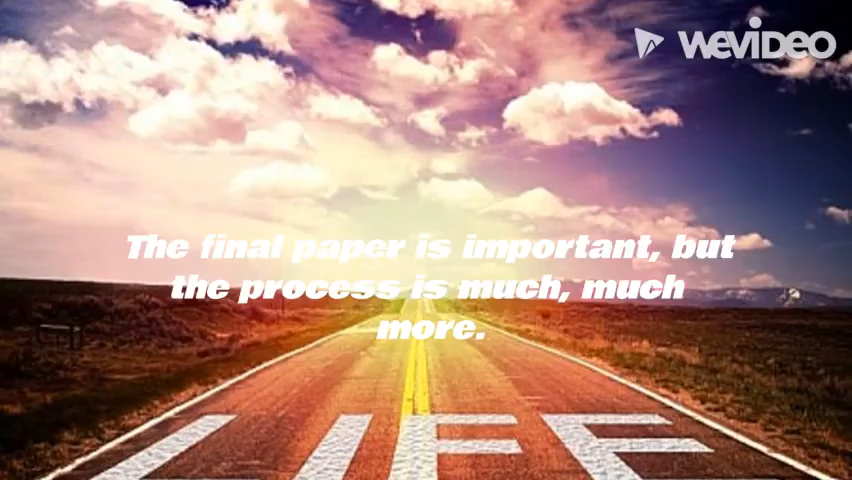 WEVIDEO
The final paper is important, but
the process is much, much
more.
LIFE